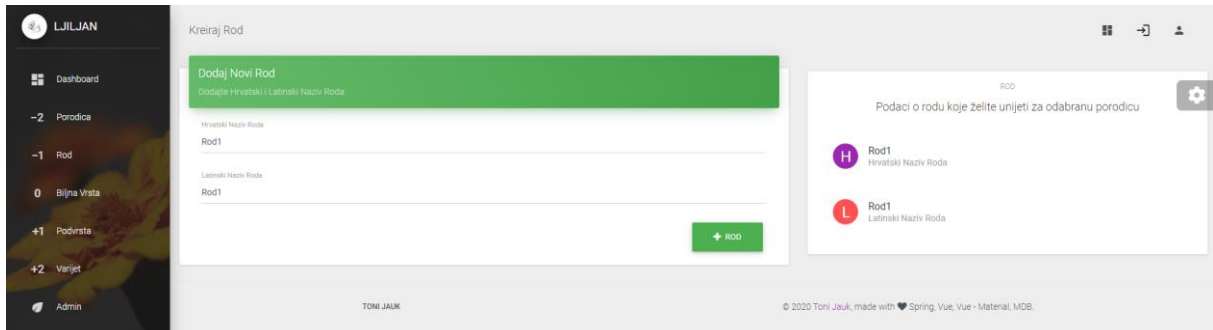 LJILJAN
Dashboard
-2 Porodica
-1 Rod
0 Biljna Vrsta
+1 Podvrsta
+2 Varijet
Admin
Kreiraj Rod
Dodaj Novi Rod
Dodajte Hrvatski i Latinski Naziv Roda
Hrvatski Naziv Roda
Rod1
Latinski Naziv Roda
Rod1
+ ROD
ROD
Podaci o rodu koje želite unijeti za odabranu porodicu
H
Rod1
Hrvatski Naziv Roda
L
Rod1
Latinski Naziv Roda
TONI JAUK
© 2020 Toni Jauk, made with ♥ Spring, Vue, Vue - Material, MDB.